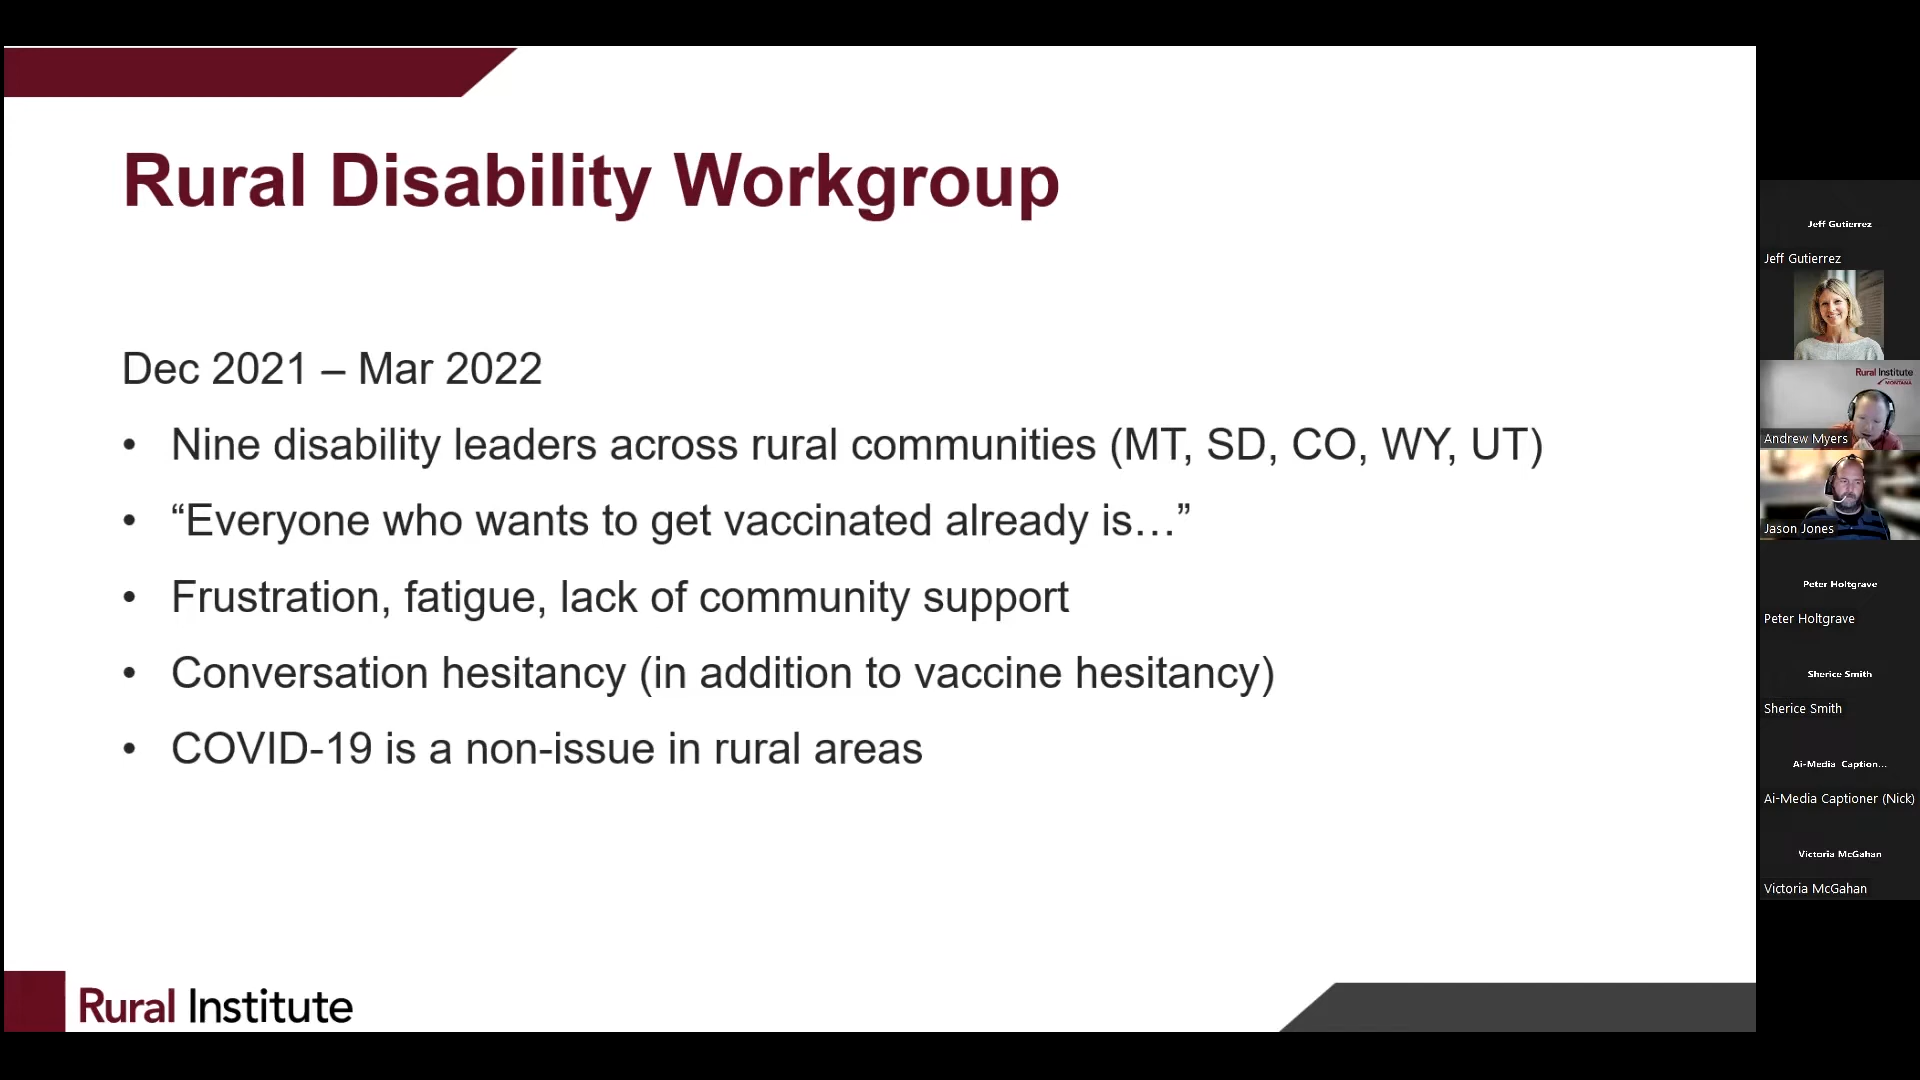 Rural Disability Workgroup
Dec 2021 – Mar 2022
• Nine disability leaders across rural communities (MT, SD, CO, WY, UT)
• “Everyone who wants to get vaccinated already is…”
• Frustration, fatigue, lack of community support
• Conversation hesitancy (in addition to vaccine hesitancy)
• COVID-19 is a non-issue in rural areas
Rural Institute
Jeff Gutierrez
Jeff Gutierrez
Rural Institute
MONTANA
Andrew Myers
Jason Jones
Peter Holtgrave
Peter Holtgrave
Sherice Smith
Sherice Smith
Ai-Media Caption...
Ai-Media Captioner (Nick)
Victoria McGahan
Victoria McGahan